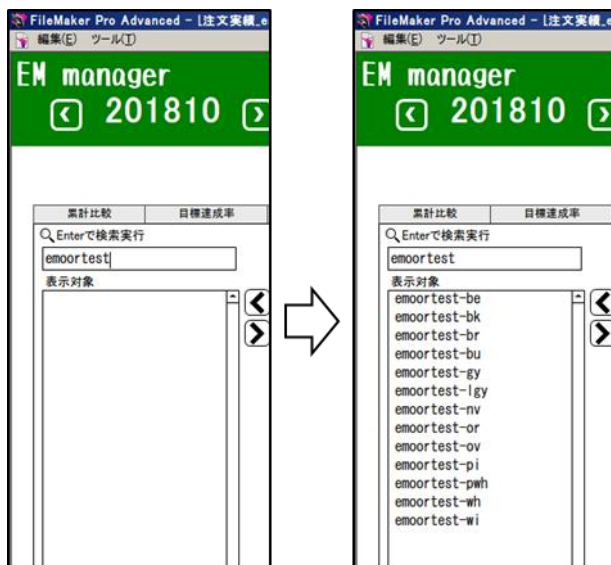 FileMaker Pro Advanced - [注文実績_e
編集(E) ツール(T)
EM manager
201810
累計比較 目標達成率
Enterで検索実行
emoortest
表示対象
FileMaker Pro Advanced - [注文実績_e
編集(E) ツール(T)
EM manager
201810
累計比較 目標達成率
Enterで検索実行
emoortest
表示対象
emoortest-be
emoortest-bk
emoortest-br
emoortest-bu
emoortest-gy
emoortest-lgy
emoortest-nv
emoortest-or
emoortest-ov
emoortest-pi
emoortest-pwh
emoortest-wh
emoortest-wi